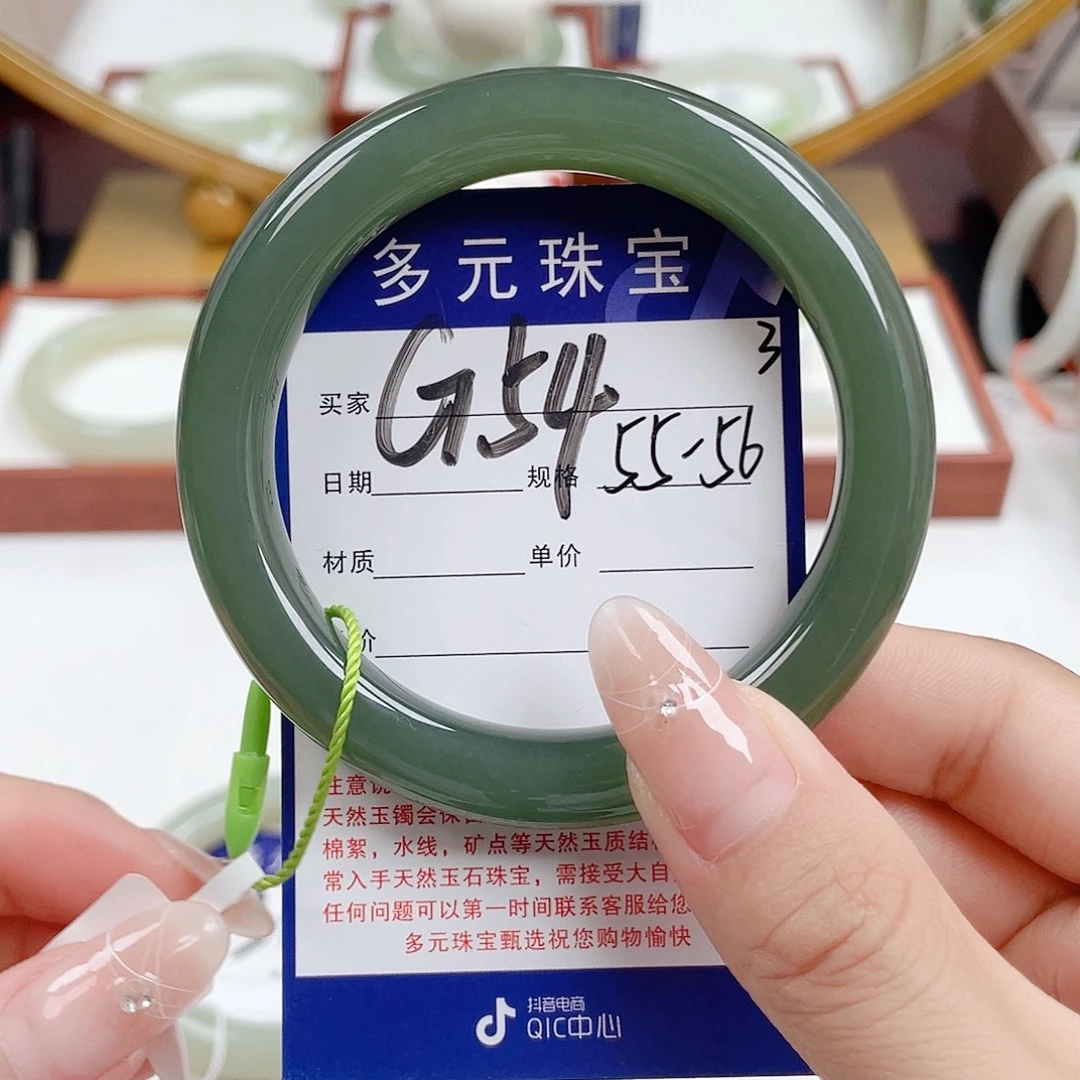 多元珠宝
3
买家 G54
日期 规格 55-56
材质 单价
价
注意
天然玉镯会
棉絮，水线，矿点等天然玉质结
常入手天然玉石珠宝，需接受大自
任何问题可以第一时间联系客服给您
多元珠宝甄选祝您购物愉快
抖音电商
QIC中心